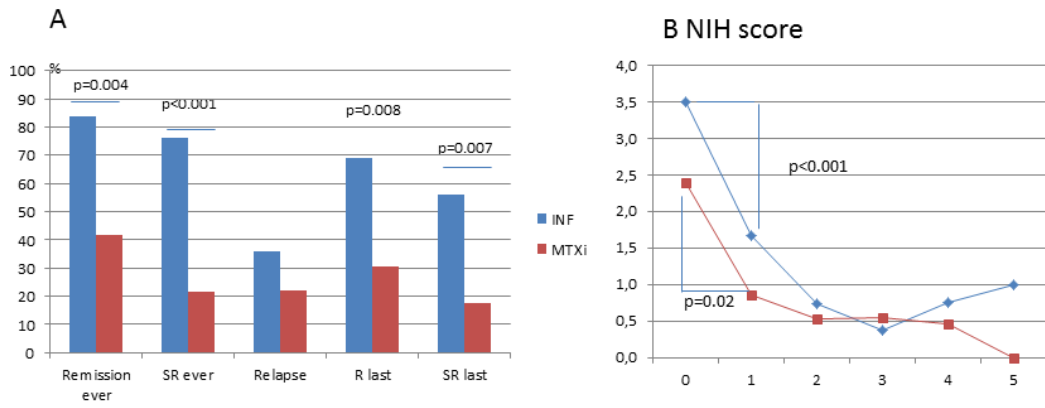 A
%
100
90
80
70
60
50
40
30
20
10
0
p=0.004
p<0.001
p=0.008
p=0.007
Remission ever
SR ever
Relapse
R last
SR last
INF
MTXi
B NIH score
4,0
3,5
3,0
2,5
2,0
1,5
1,0
0,5
0,0
p<0.001
p=0.02
0
1
2
3
4
5